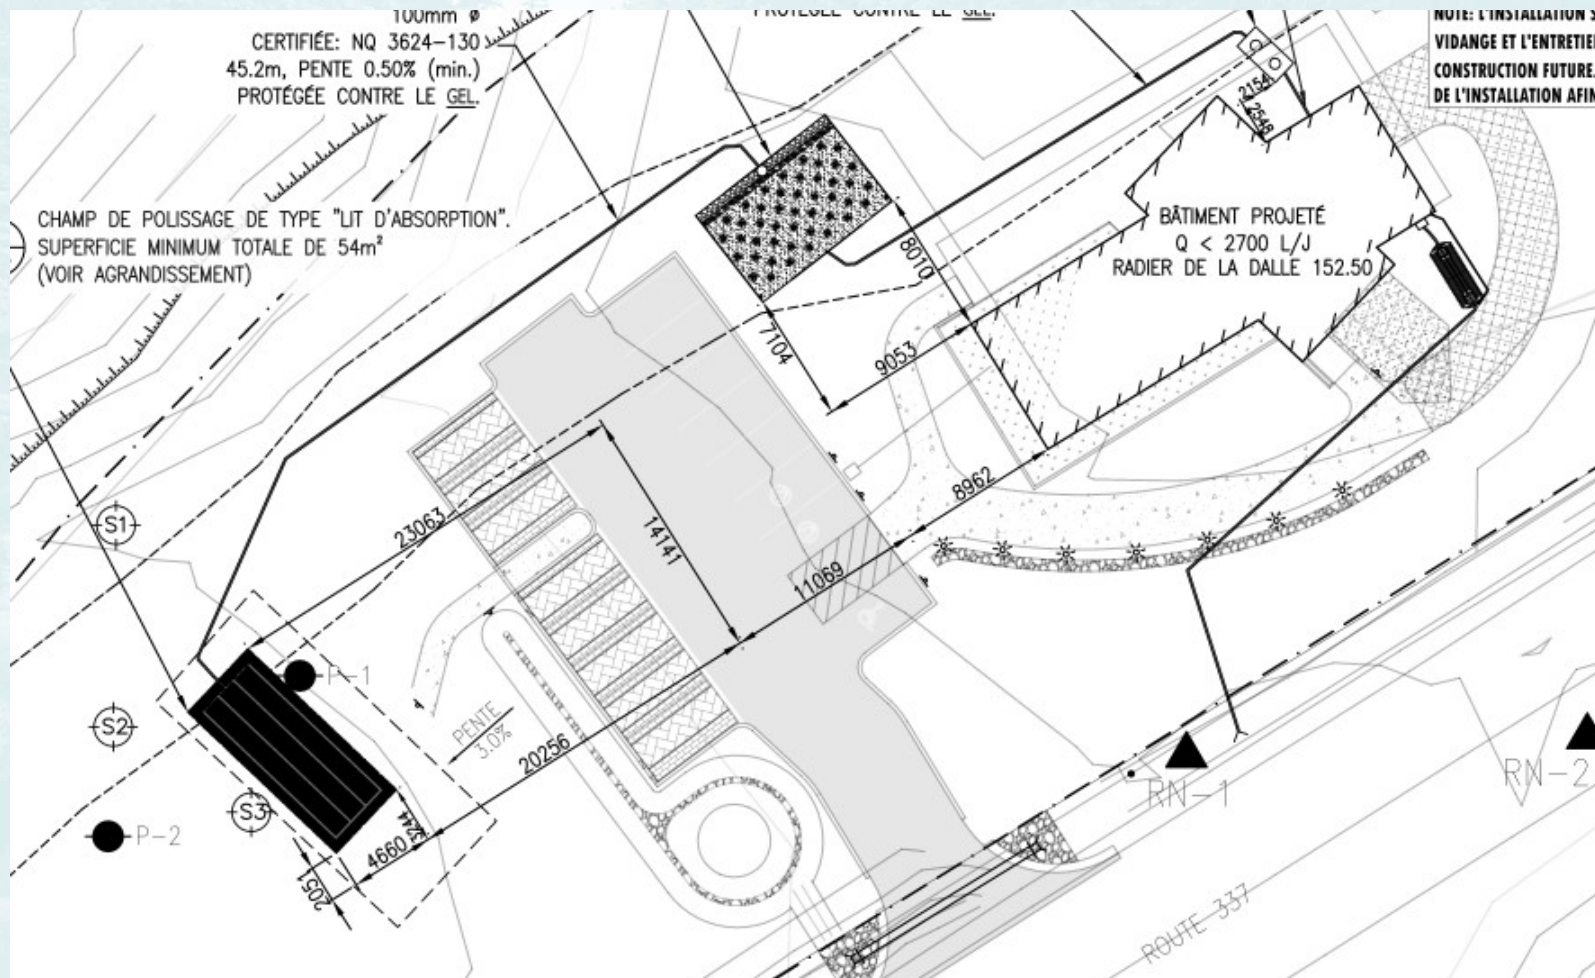 100mm Ø
CERTIFIÉE: NQ 3624-130
45.2m, PENTE 0.50% (min.)
PROTÉGÉE CONTRE LE GEL.
PROTÉGÉE CONTRE LE GEL.
NOTE: L'INSTALLATION S
VIDANGE ET L'ENTRETIE
CONSTRUCTION FUTURE.
DE L'INSTALLATION AFIN
2154
2548
CHAMP DE POLISSAGE DE TYPE "LIT D'ABSORPTION".
SUPERFICIE MINIMUM TOTALE DE 54m²
(VOIR AGRANDISSEMENT)
BÂTIMENT PROJETÉ
Q < 2700 L/J
RADIER DE LA DALLE 152.50
8010
7104
9053
8962
23063
14141
11069
S1
P-1
S2
PENTE
3.0%
20256
S3
P-2
3244
4660
2051
RN-1
RN-2
ROUTE 337